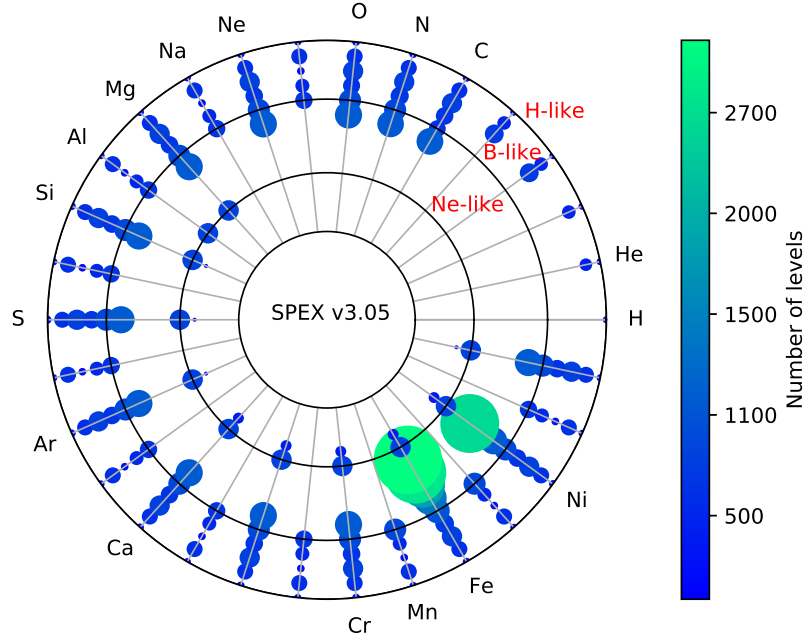 O
Ne
N
Na
C
Mg
H-like
Al
B-like
Si
Ne-like
He
S
SPEX v3.05
H
Ar
Ni
Ca
Fe
Mn
Cr
2700
2000
1500
1100
500
Number of levels